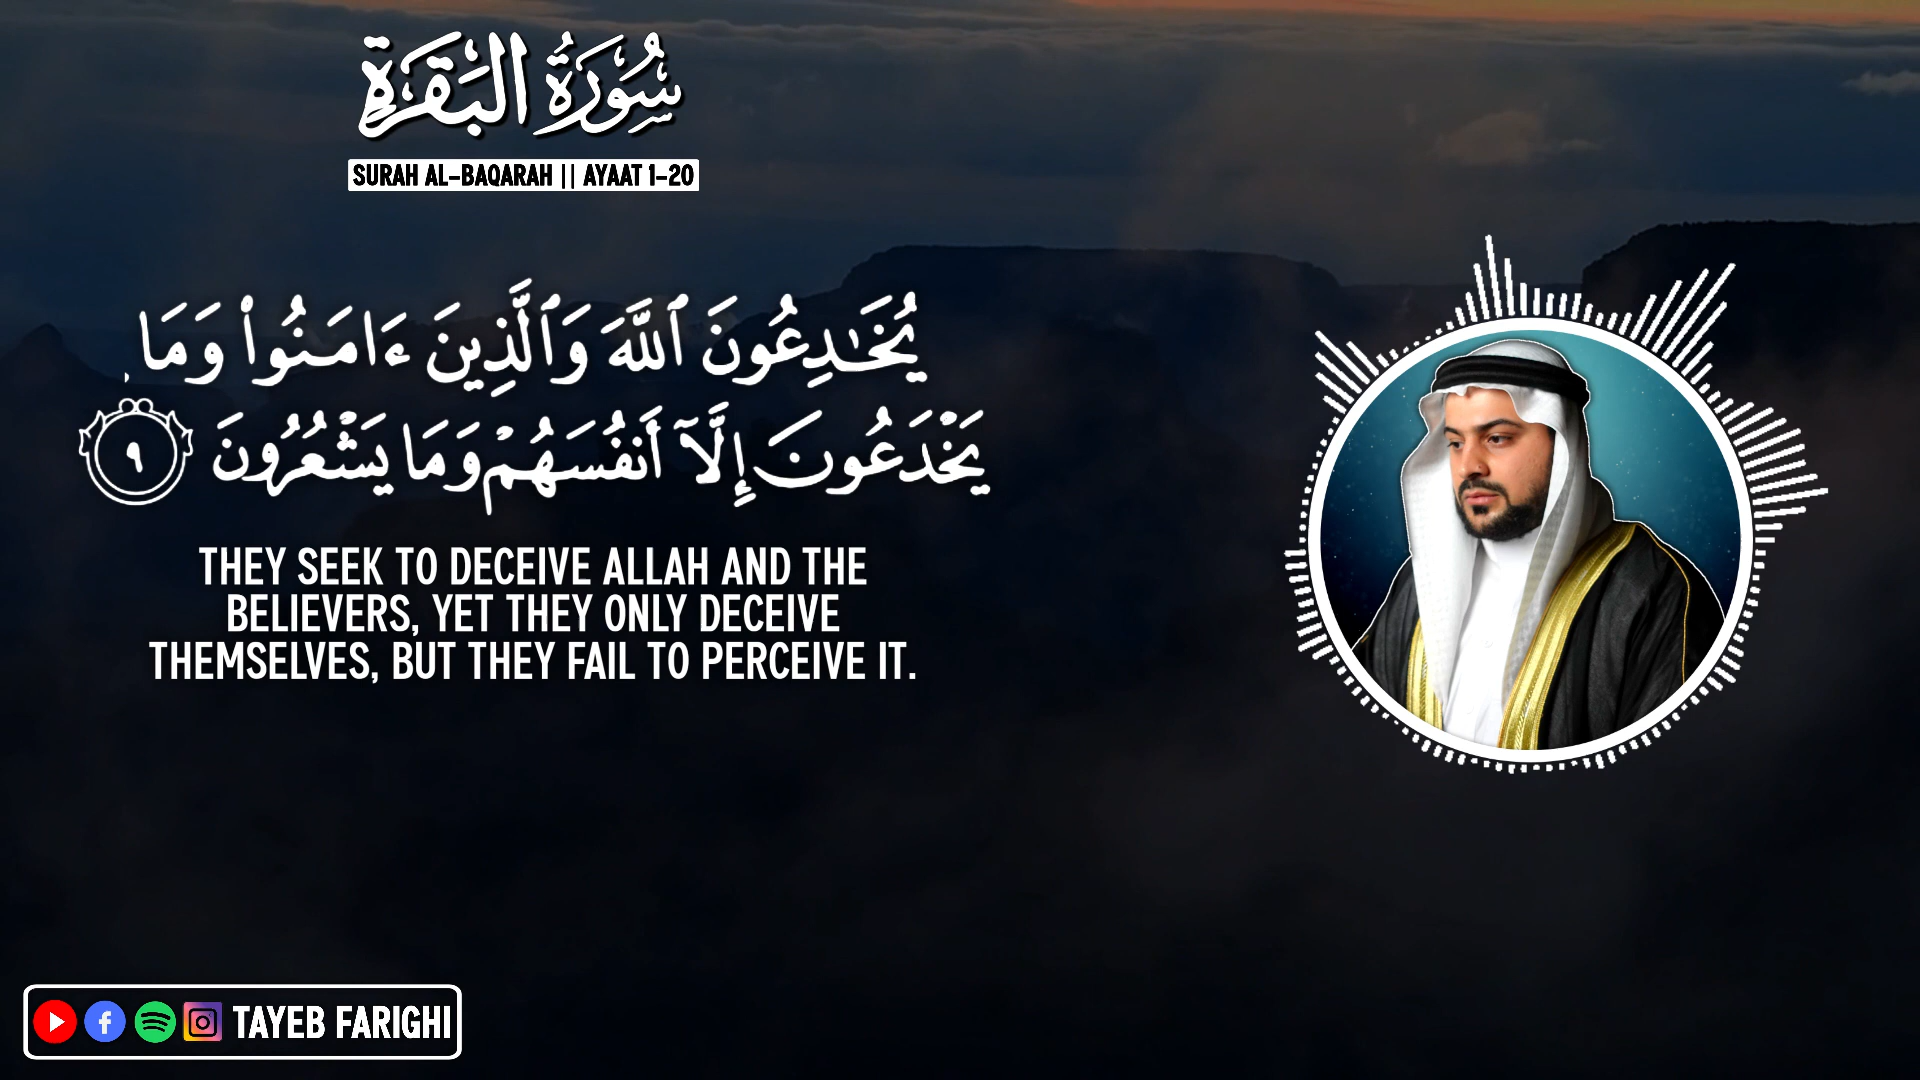 سُورَةُ البَقَرَةِ
SURAH AL-BAQARAH || AYAAT 1-20
يُخَٰدِعُونَ ٱللَّهَ وَٱلَّذِينَ ءَامَنُوا۟ وَمَا
يَخْدَعُونَ إِلَّآ أَنفُسَهُمْ وَمَا يَشْعُرُونَ ٩
THEY SEEK TO DECEIVE ALLAH AND THE
BELIEVERS, YET THEY ONLY DECEIVE
THEMSELVES, BUT THEY FAIL TO PERCEIVE IT.
TAYEB FARIGHI